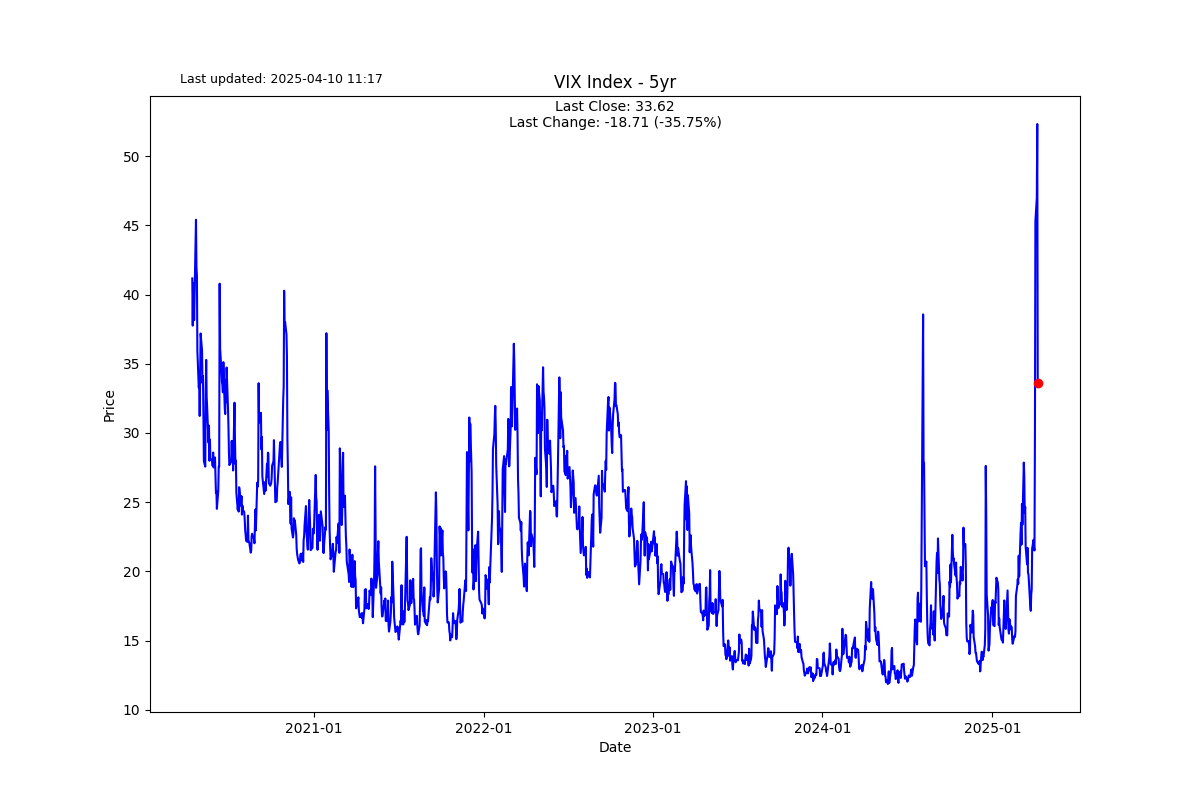 Last updated: 2025-04-10 11:17
VIX Index - 5yr
Last Close: 33.62
Last Change: -18.71 (-35.75%)
50
45
40
35
30
25
20
15
10
Price
2021-01
2022-01
2023-01
2024-01
2025-01
Date